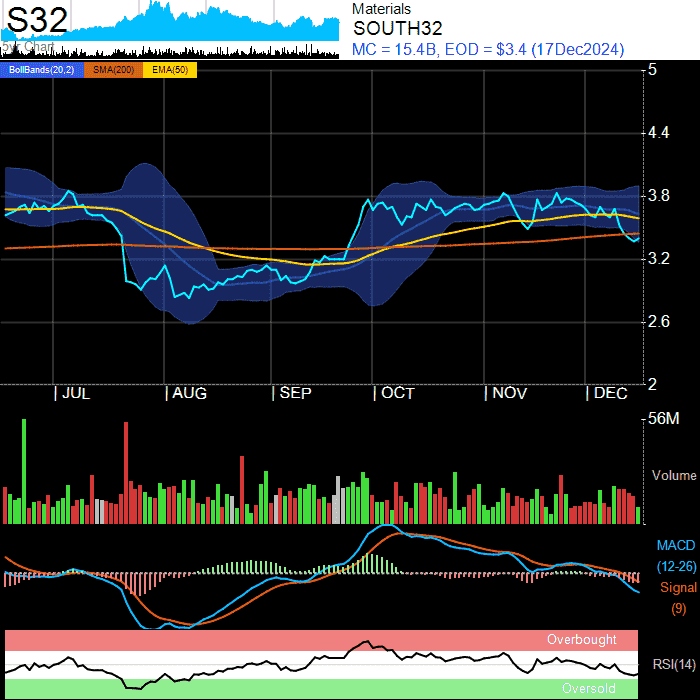 S32
5yr Chart
Materials
SOUTH32
MC = 15.4B, EOD = $3.4 (17Dec2024)
BollBands(20,2) SMA(200) EMA(50)
5
4.4
3.8
3.2
2.6
2
JUL AUG SEP OCT NOV DEC
56M
Volume
MACD
(12-26)
Signal
(9)
Overbought
RSI(14)
Oversold